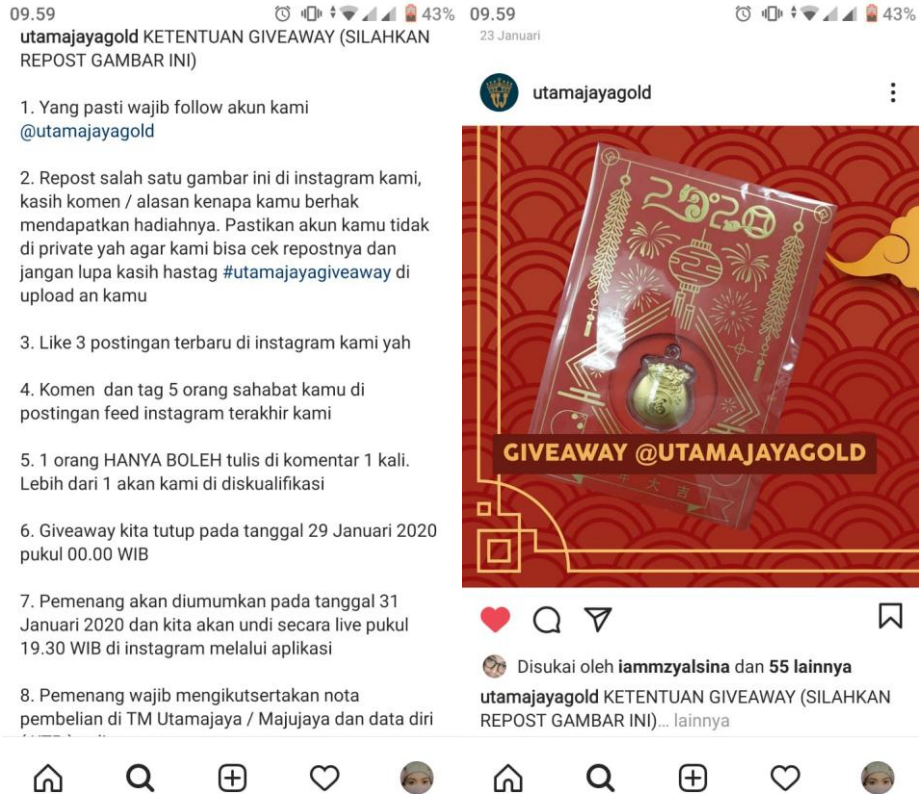 09.59
43%
utamajayagold KETENTUAN GIVEAWAY (SILAHKAN
REPOST GAMBAR INI)
1. Yang pasti wajib follow akun kami
@utamajayagold
2. Repost salah satu gambar ini di instagram kami,
kasih komen / alasan kenapa kamu berhak
mendapatkan hadiahnya. Pastikan akun kamu tidak
di private yah agar kami bisa cek repostnya dan
jangan lupa kasih hastag #utamajayagiveaway di
upload an kamu
3. Like 3 postingan terbaru di instagram kami yah
4. Komen  dan tag 5 orang sahabat kamu di
postingan feed instagram terakhir kami
5. 1 orang HANYA BOLEH tulis di komentar 1 kali.
Lebih dari 1 akan kami di diskualifikasi
6. Giveaway kita tutup pada tanggal 29 Januari 2020
pukul 00.00 WIB
7. Pemenang akan diumumkan pada tanggal 31
Januari 2020 dan kita akan undi secara live pukul
19.30 WIB di instagram melalui aplikasi
8. Pemenang wajib mengikutsertakan nota
pembelian di TM Utamajaya / Majujaya dan data diri
09.59
43%
23 Januari
utamajayagold
2020
GIVEAWAY @UTAMAJAYAGOLD
年大吉
Disukai oleh iammzyalsina dan 55 lainnya
utamajayagold KETENTUAN GIVEAWAY (SILAHKAN
REPOST GAMBAR INI)... lainnya